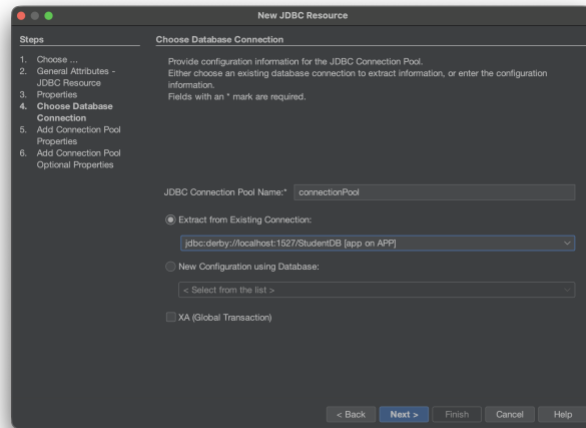 New JDBC Resource
Steps
1. Choose ...
2. General Attributes -
JDBC Resource
3. Properties
4. Choose Database
Connection
5. Add Connection Pool
Properties
6. Add Connection Pool
Optional Properties
Choose Database Connection
Provide configuration information for the JDBC Connection Pool.
Either choose an existing database connection to extract information, or enter the configuration
information.
Fields with an * mark are required.
JDBC Connection Pool Name:* connectionPool
Extract from Existing Connection:
jdbc:derby://localhost:1527/StudentDB [app on APP]
New Configuration using Database:
< Select from the list >
XA (Global Transaction)
< Back Next > Finish Cancel Help